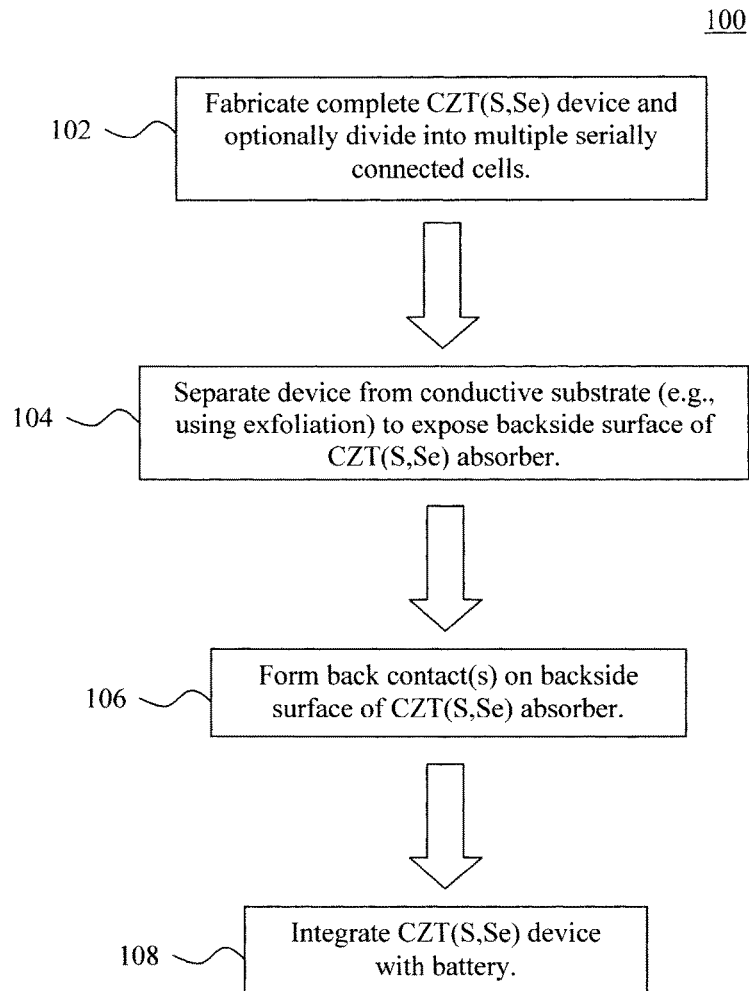 100
102
Fabricate complete CZT(S,Se) device and
optionally divide into multiple serially
connected cells.
104
Separate device from conductive substrate (e.g.,
using exfoliation) to expose backside surface of
CZT(S,Se) absorber.
106
Form back contact(s) on backside
surface of CZT(S,Se) absorber.
108
Integrate CZT(S,Se) device
with battery.